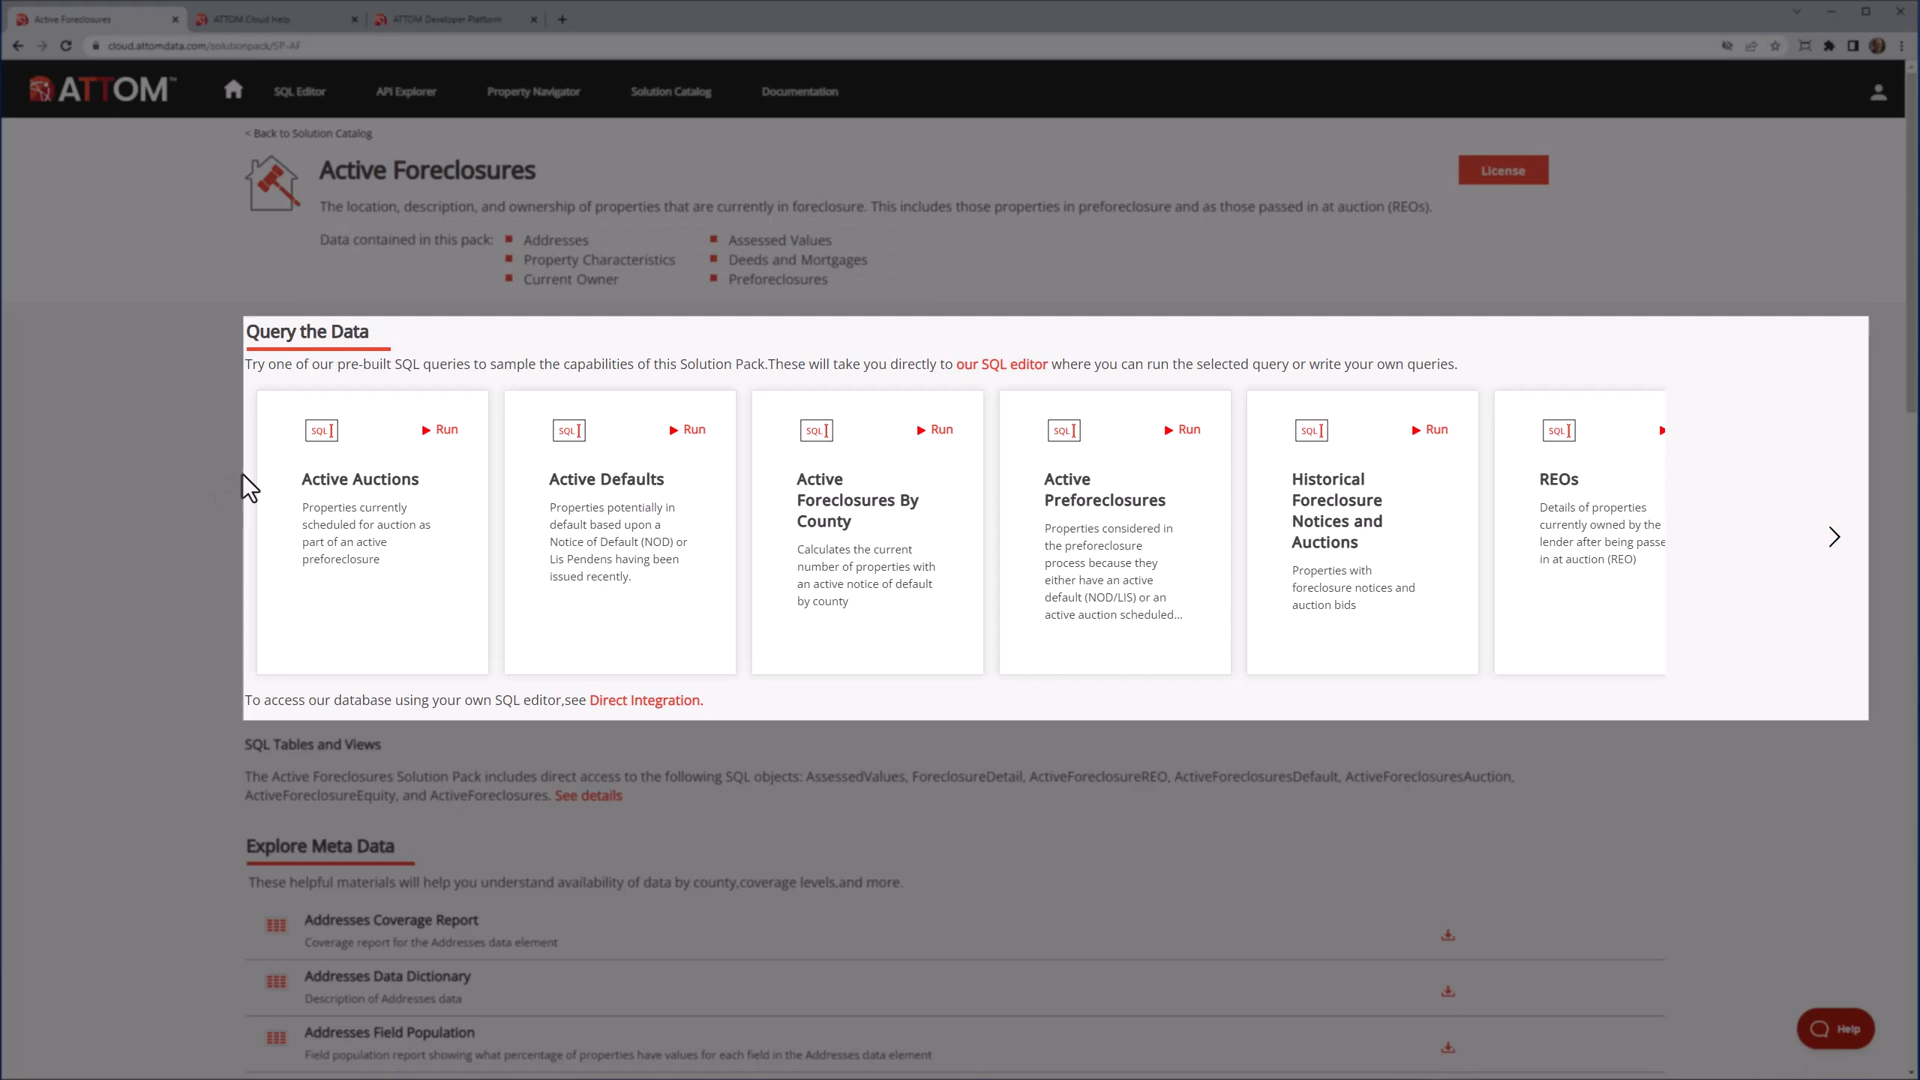 Active Foreclosures
ATTOM Cloud Help
ATTOM Developer Platform
cloud.attomdata.com/solutionpack/SP-AF
ATTOM™
SQL Editor
API Explorer
Property Navigator
Solution Catalog
Documentation
< Back to Solution Catalog
Active Foreclosures
License
The location, description, and ownership of properties that are currently in foreclosure. This includes those properties in preforeclosure and as those passed in at auction (REOs).
Data contained in this pack:
Addresses
Property Characteristics
Current Owner
Assessed Values
Deeds and Mortgages
Preforeclosures
Query the Data
Try one of our pre-built SQL queries to sample the capabilities of this Solution Pack.These will take you directly to our SQL editor where you can run the selected query or write your own queries.
SQL
Run
Active Auctions
Properties currently
scheduled for auction as
part of an active
preforeclosure
SQL
Run
Active Defaults
Properties potentially in
default based upon a
Notice of Default (NOD) or
Lis Pendens having been
issued recently.
SQL
Run
Active
Foreclosures By
County
Calculates the current
number of properties with
an active notice of default
by county
SQL
Run
Active
Preforeclosures
Properties considered in
the preforeclosure
process because they
either have an active
default (NOD/LIS) or an
active auction scheduled...
SQL
Run
Historical
Foreclosure
Notices and
Auctions
Properties with
foreclosure notices and
auction bids
SQL
REOs
Details of properties
currently owned by the
lender after being passe
in at auction (REO)
To access our database using your own SQL editor,see Direct Integration.
SQL Tables and Views
The Active Foreclosures Solution Pack includes direct access to the following SQL objects: AssessedValues, ForeclosureDetail, ActiveForeclosureREO, ActiveForeclosuresDefault, ActiveForeclosuresAuction,
ActiveForeclosureEquity, and ActiveForeclosures. See details
Explore Meta Data
These helpful materials will help you understand availability of data by county,coverage levels,and more.
Addresses Coverage Report
Coverage report for the Addresses data element
Addresses Data Dictionary
Description of Addresses data
Addresses Field Population
Field population report showing what percentage of properties have values for each field in the Addresses data element
Help